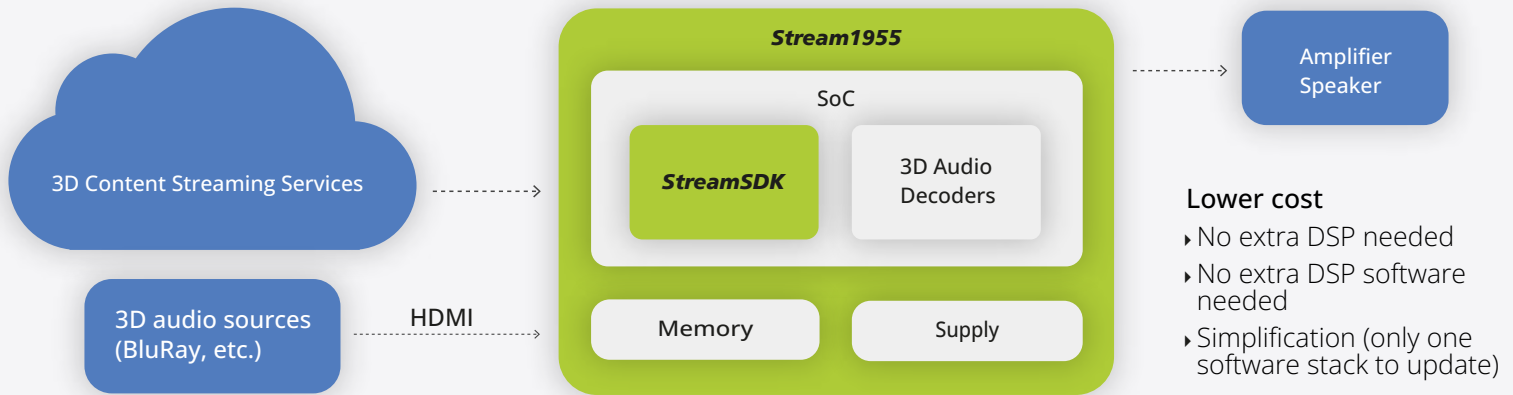 3D Content Streaming Services
3D audio sources
(BluRay, etc.)
HDMI
Stream1955
SoC
StreamSDK
3D Audio
Decoders
Memory
Supply
Amplifier
Speaker
Lower cost
▸ No extra DSP needed
▸ No extra DSP software
needed
▸ Simplification (only one
software stack to update)